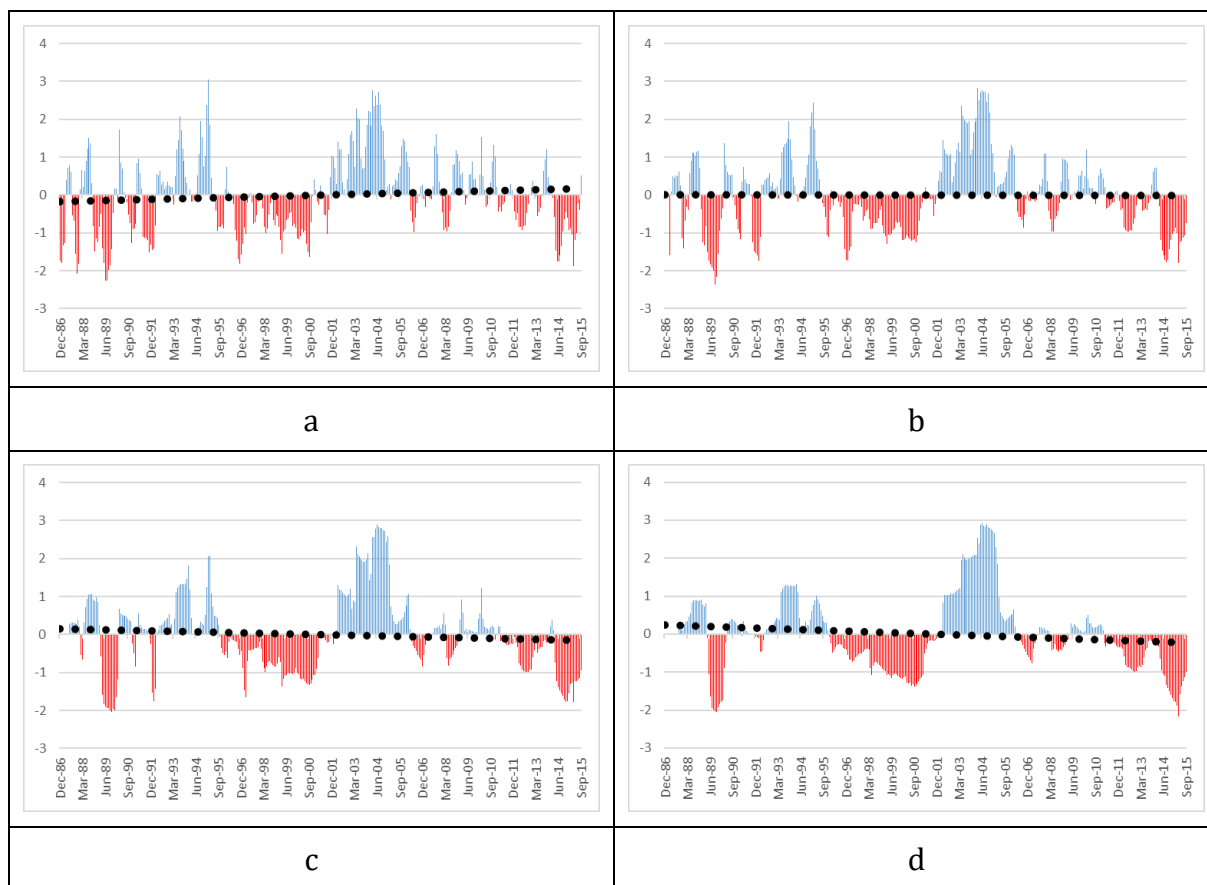 4
3
2
1
0
-1
-2
-3
Dec-86
Mar-88
Jun-89
Sep-90
Dec-91
Mar-93
Jun-94
Sep-95
Dec-96
Mar-98
Jun-99
Sep-00
Dec-01
Mar-03
Jun-04
Sep-05
Dec-06
Mar-08
Jun-09
Sep-10
Dec-11
Mar-13
Jun-14
Sep-15
a
4
3
2
1
0
-1
-2
-3
Dec-86
Mar-88
Jun-89
Sep-90
Dec-91
Mar-93
Jun-94
Sep-95
Dec-96
Mar-98
Jun-99
Sep-00
Dec-01
Mar-03
Jun-04
Sep-05
Dec-06
Mar-08
Jun-09
Sep-10
Dec-11
Mar-13
Jun-14
Sep-15
b
4
3
2
1
0
-1
-2
-3
Dec-86
Mar-88
Jun-89
Sep-90
Dec-91
Mar-93
Jun-94
Sep-95
Dec-96
Mar-98
Jun-99
Sep-00
Dec-01
Mar-03
Jun-04
Sep-05
Dec-06
Mar-08
Jun-09
Sep-10
Dec-11
Mar-13
Jun-14
Sep-15
c
4
3
2
1
0
-1
-2
-3
Dec-86
Mar-88
Jun-89
Sep-90
Dec-91
Mar-93
Jun-94
Sep-95
Dec-96
Mar-98
Jun-99
Sep-00
Dec-01
Mar-03
Jun-04
Sep-05
Dec-06
Mar-08
Jun-09
Sep-10
Dec-11
Mar-13
Jun-14
Sep-15
d